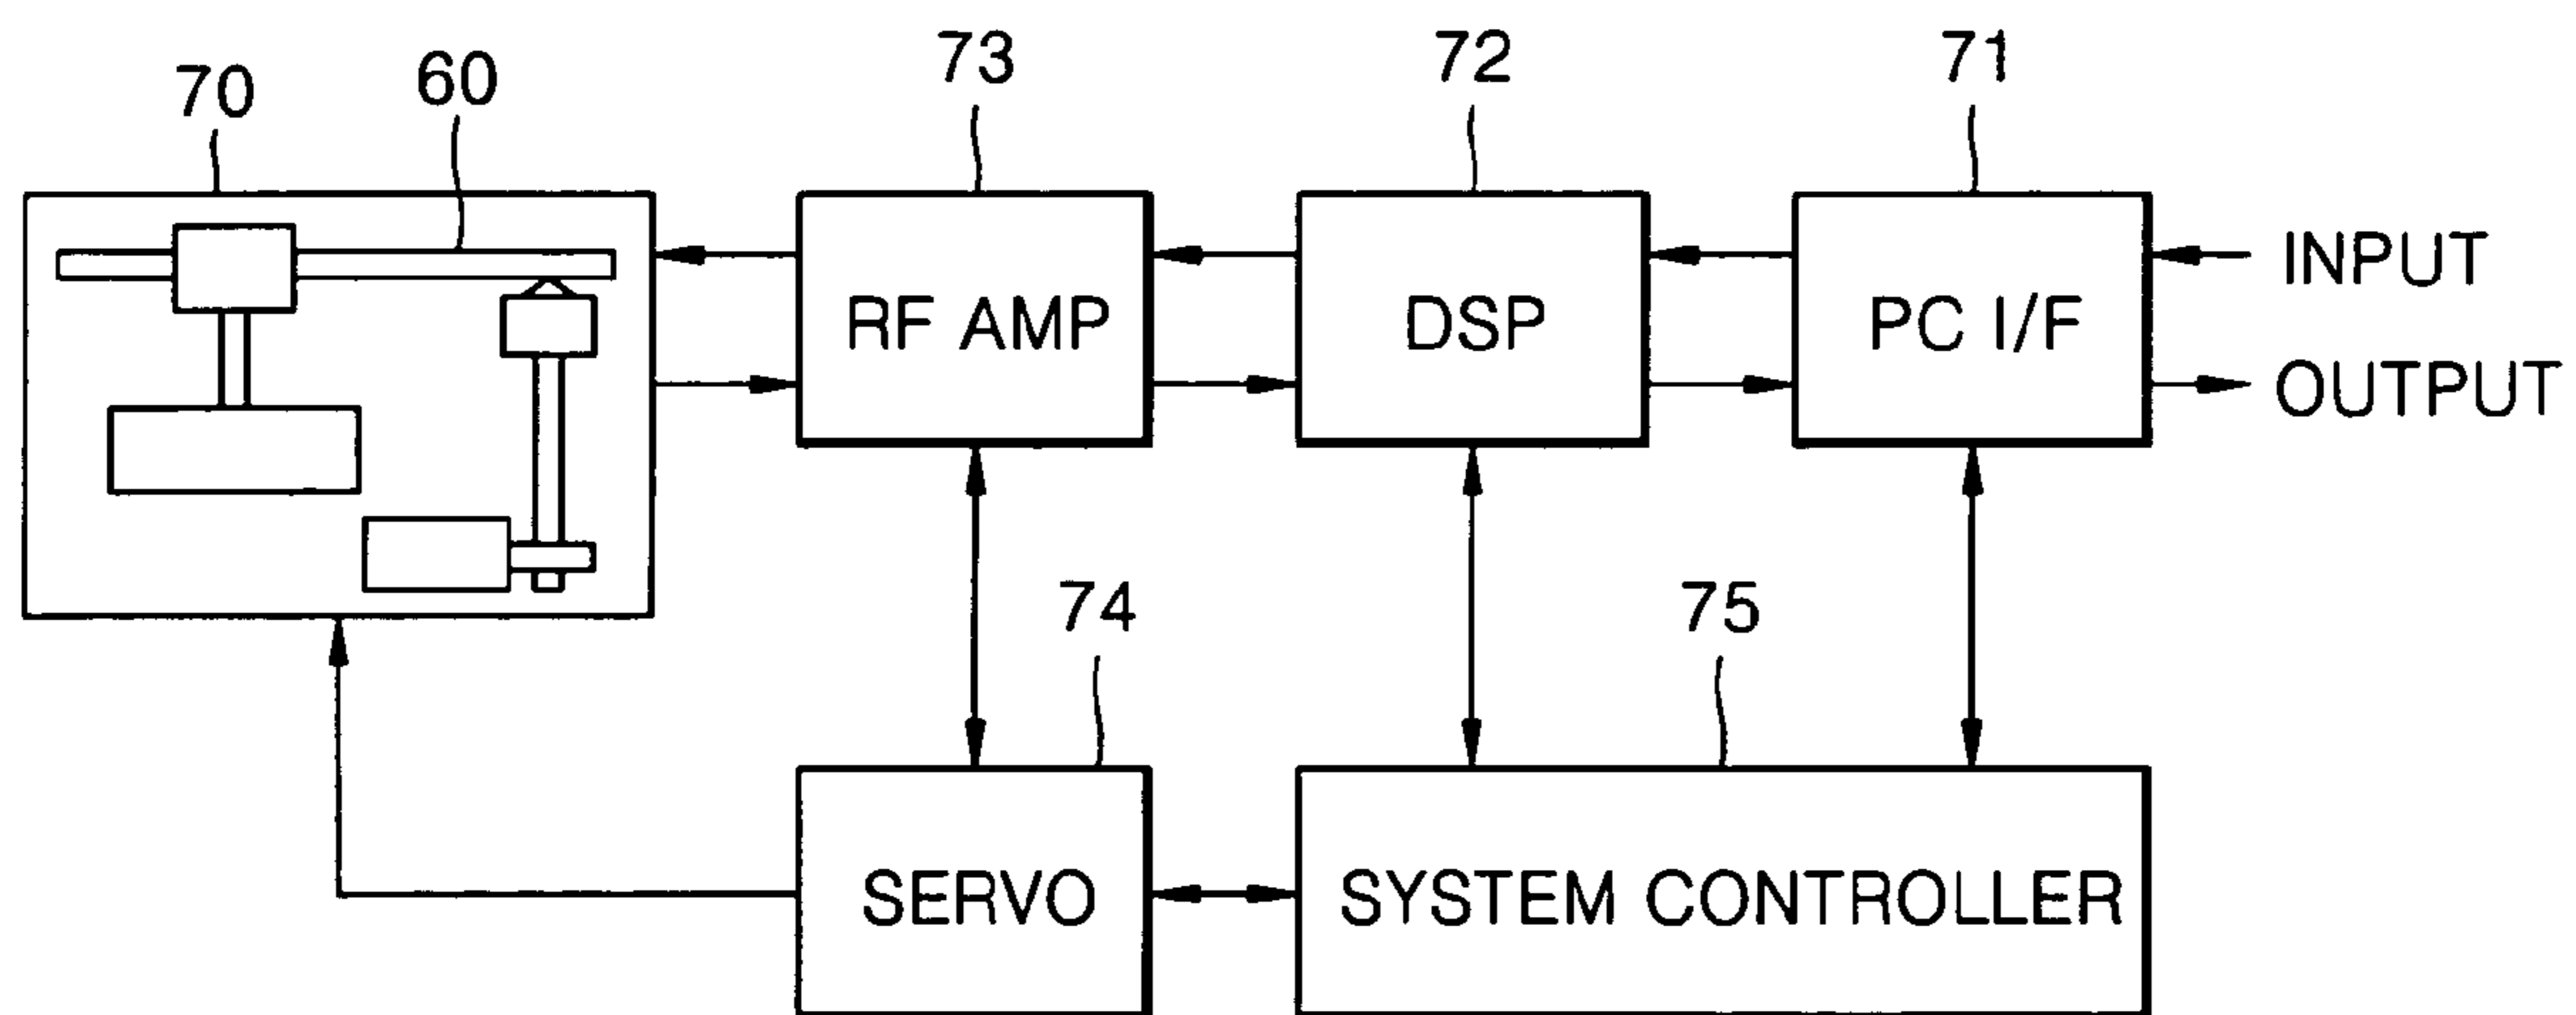 70
60
73
72
71
RF AMP
DSP
PC I/F
INPUT
OUTPUT
74
75
SERVO
SYSTEM CONTROLLER